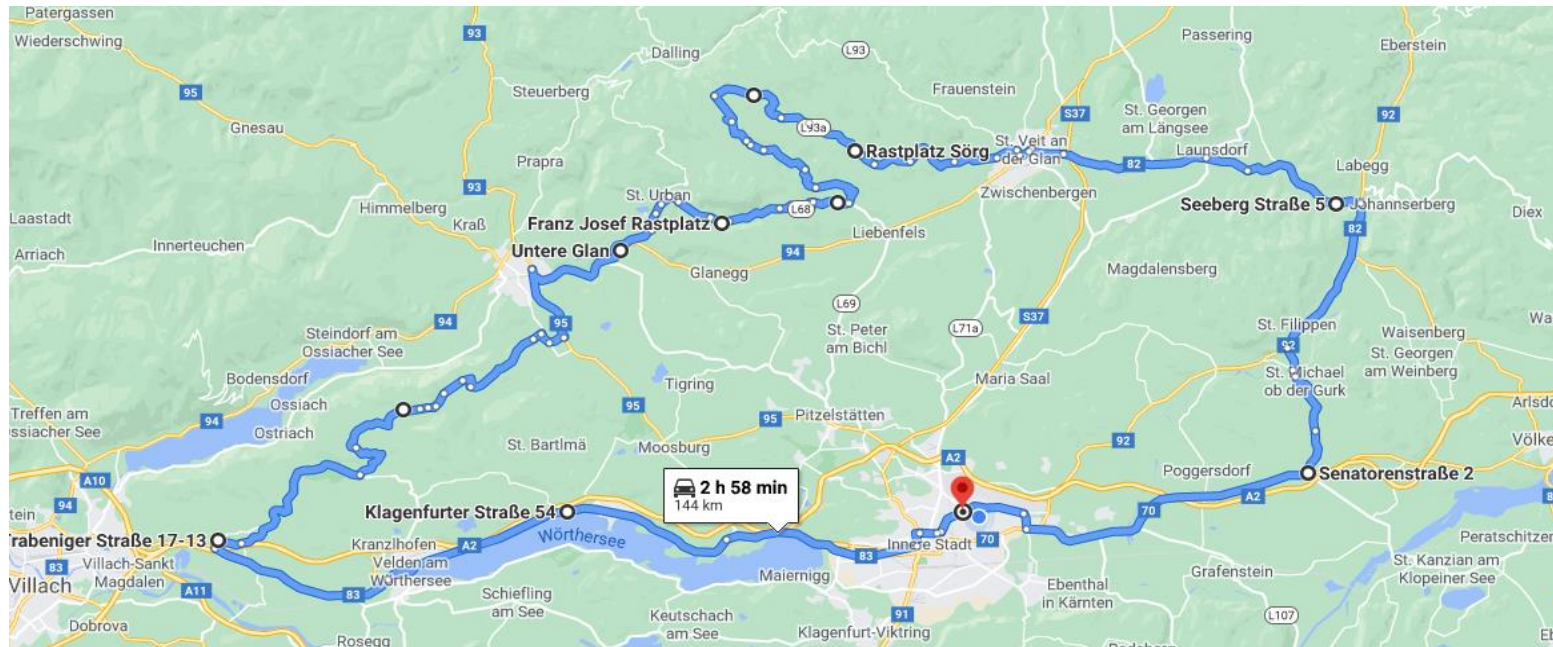 Patergassen
Wiederschwing
95
Gnesau
93
Dalling
L93
Passering
Eberstein
Steuerberg
Frauenstein
S37
St. Georgen
am Längsee
92
L93a
Rastplatz Sörg
St. Veit an
der Glan
82
Launsdorf
Labegg
Prapra
93
Himmelberg
St. Urban
Zwischenbergen
Seeberg Straße 5
Johannserberg
Diex
Laastadt
Kraß
Franz Josef Rastplatz
L68
Liebenfels
82
Arriach
Innerteuchen
Untere Glan
94
Glanegg
Magdalensberg
L69
S37
94
95
Steindorf am
Ossiacher See
St. Peter
am Bichl
L71a
St. Filippen
92
Waisenberg
St. Georgen
am Weinberg
St. Michael
ob der Gurk
Bodensdorf
Ossiach
Tigring
Maria Saal
Treffen am
ssiacher See
94
Ostriach
95
95
Pitzelstätten
Arlsdo
St. Bartlmä
Moosburg
92
Völke
A10
A2
Poggersdorf
Senatorenstraße 2
A2
2 h 58 min
144 km
94
Klagenfurter Straße 54
70
stein
Trabeniger Straße 17-13
Kranzlhofen
Wörthersee
Innere Stadt
70
Peratschitzen
83
Villach-Sankt
Magdalen
A2
Velden am
Wörthersee
83
Maiernigg
Grafenstein
St. Kanzian am
Klopeiner See
8
Villach
A11
83
Schiefling
am See
Ebenthal
in Kärnten
Dobrova
Keutschach
am See
91
L107
Rosegg
Klagenfurt-Viktring